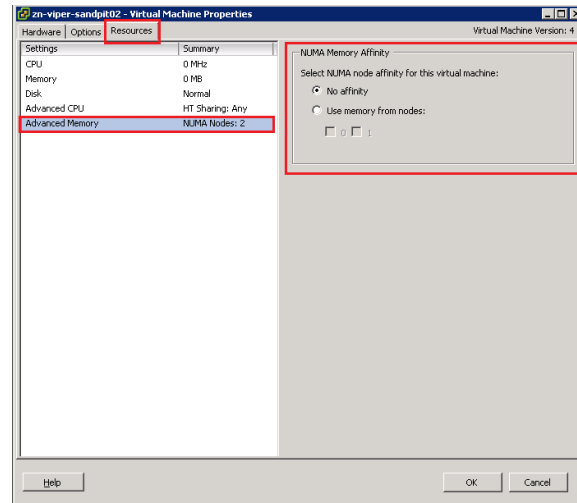 zn-viper-sandpit02 - Virtual Machine Properties
Hardware Options Resources Virtual Machine Version: 4
Settings Summary
CPU 0 MHz
Memory 0 MB
Disk Normal
Advanced CPU HT Sharing: Any
Advanced Memory NUMA Nodes: 2
NUMA Memory Affinity
Select NUMA node affinity for this virtual machine:
No affinity
Use memory from nodes:
0 1
Help OK Cancel